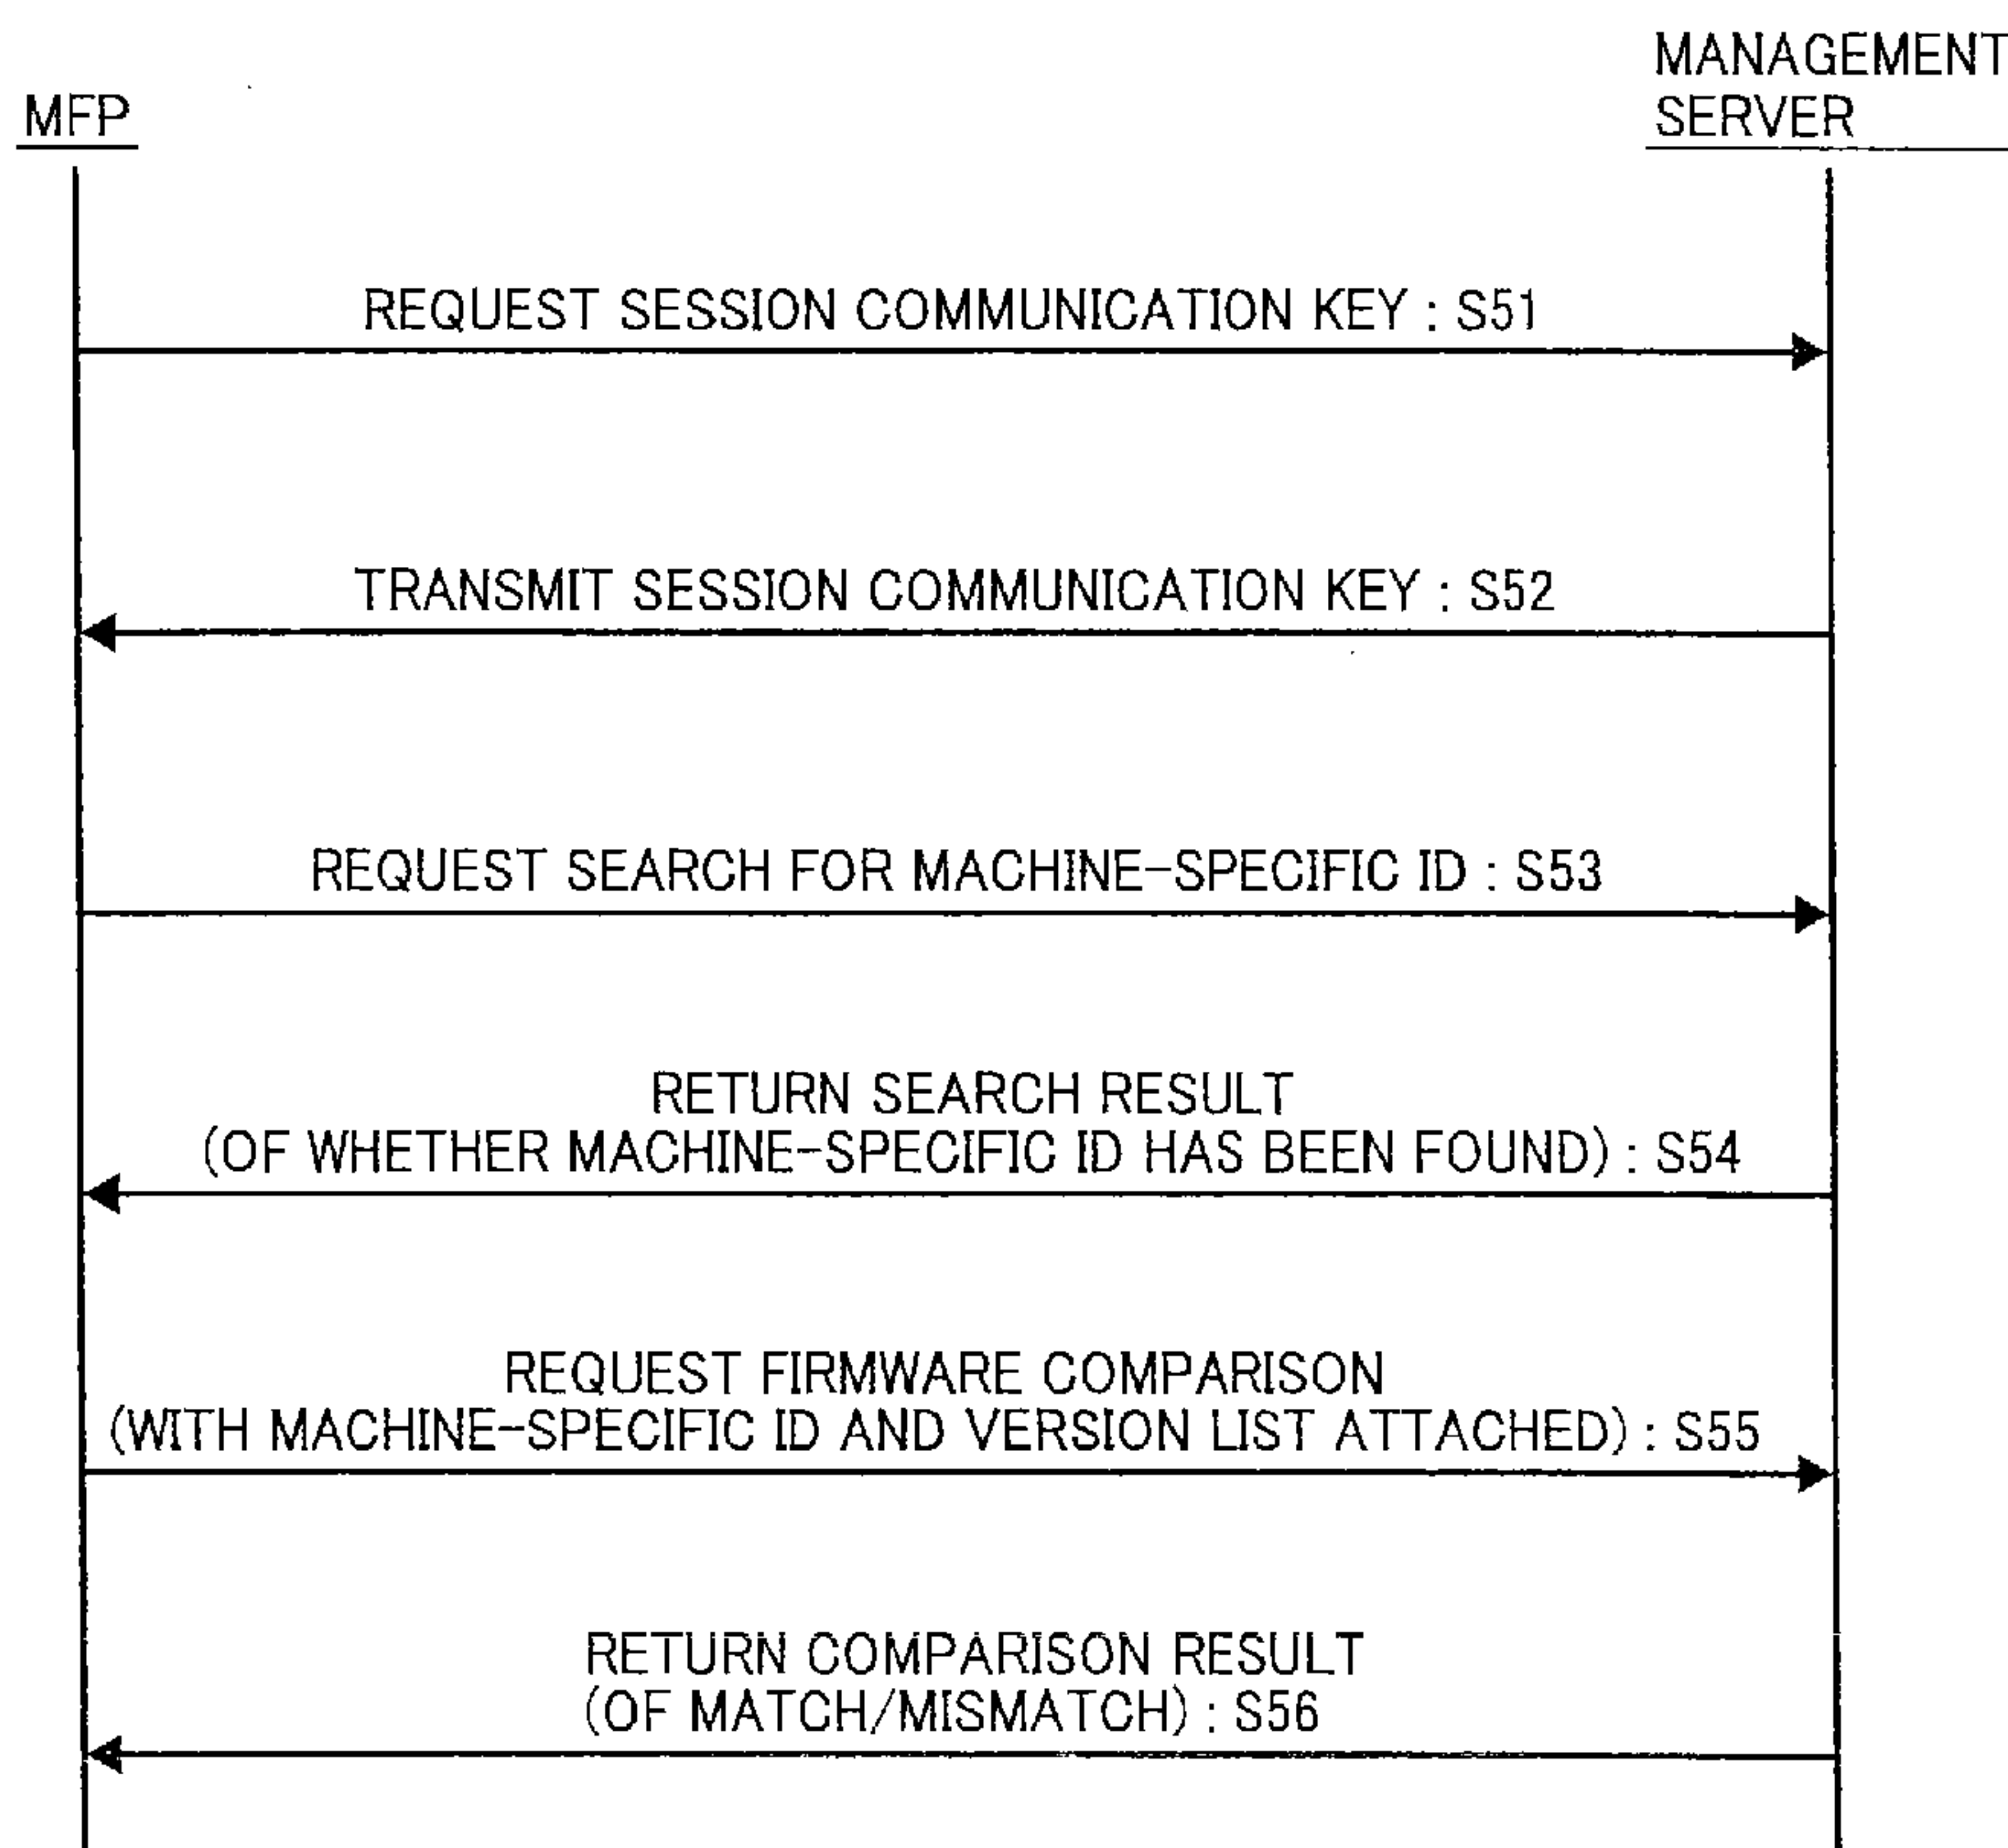 MFP
MANAGEMENT
SERVER
REQUEST SESSION COMMUNICATION KEY : S51
TRANSMIT SESSION COMMUNICATION KEY : S52
REQUEST SEARCH FOR MACHINE-SPECIFIC ID : S53
RETURN SEARCH RESULT
(OF WHETHER MACHINE-SPECIFIC ID HAS BEEN FOUND) : S54
REQUEST FIRMWARE COMPARISON
(WITH MACHINE-SPECIFIC ID AND VERSION LIST ATTACHED) : S55
RETURN COMPARISON RESULT
(OF MATCH/MISMATCH) : S56